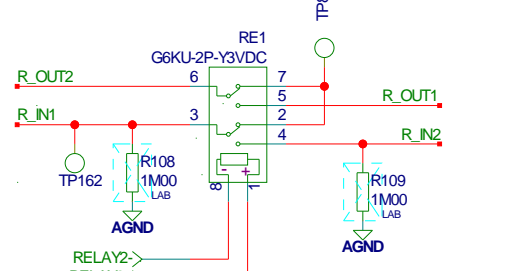 TP8
RE1
G6KU-2P-Y3VDC
R_OUT2
6
7
5
R_OUT1
R_IN1
3
2
4
R_IN2
TP162
R108
1M00
LAB
AGND
-
+
8
1
R109
1M00
LAB
AGND
RELAY2-